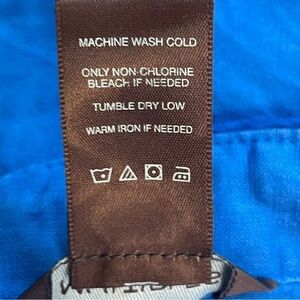 MACHINE WASH COLD
ONLY NON-CHLORINE
BLEACH IF NEEDED
TUMBLE DRY LOW
WARM IRON IF NEEDED